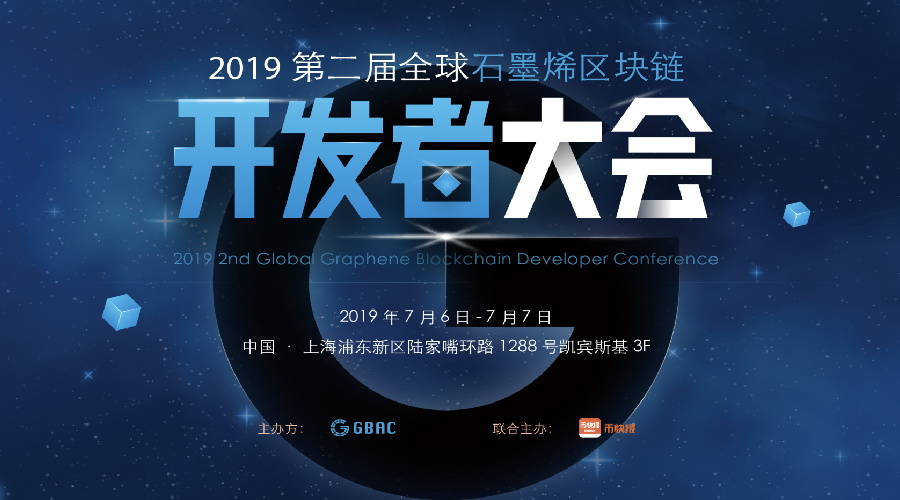 2019 第二届全球石墨烯区块链
开发者大会
2019 2nd Global Graphene Blockchain Developer Conference
2019 年 7 月 6 日 - 7 月 7 日
中国 · 上海浦东新区陆家嘴环路 1288 号凯宾斯基 3F
主办方： GBAC 联合主办： 币快报 币快报